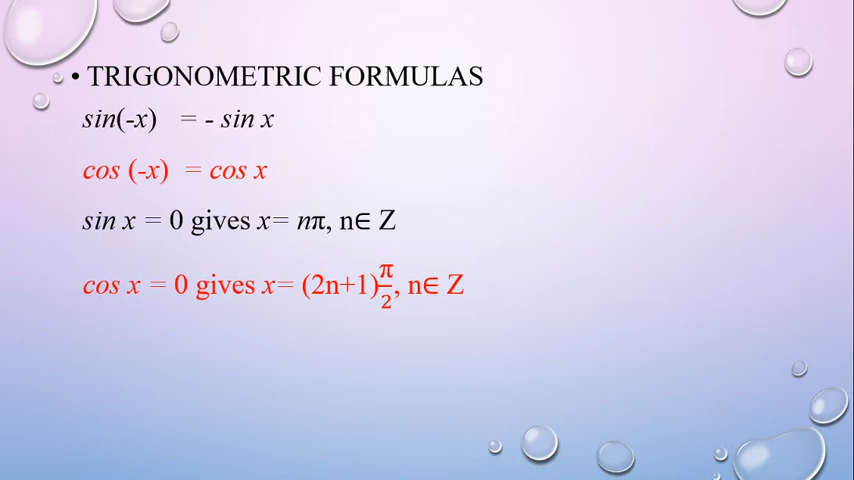 • TRIGONOMETRIC FORMULAS
sin(-x) = - sin x
cos (-x) = cos x
sin x = 0 gives x= nπ, n∈ Z
cos x = 0 gives x= (2n+1)π/2, n∈ Z